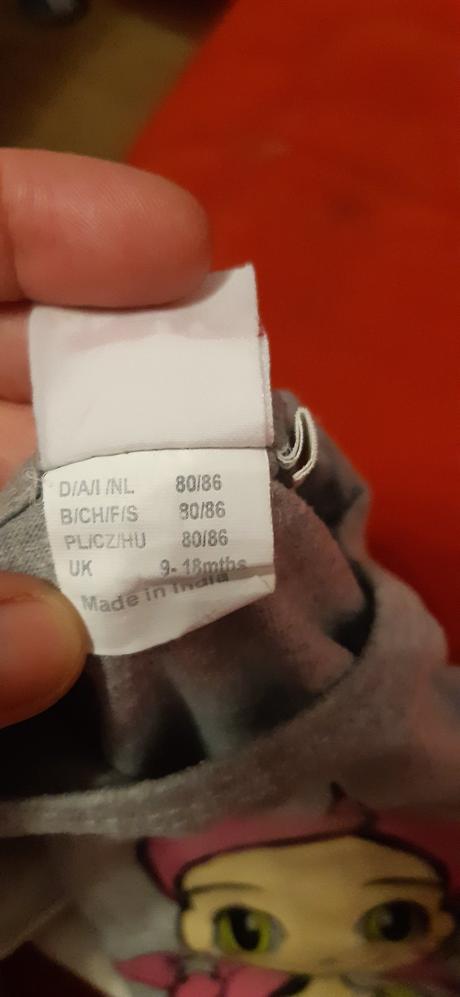 D/A/I /NL 80/86
B/CH/F/S 80/86
PL/CZ/HU 80/86
UK 9-18mths
Made in India